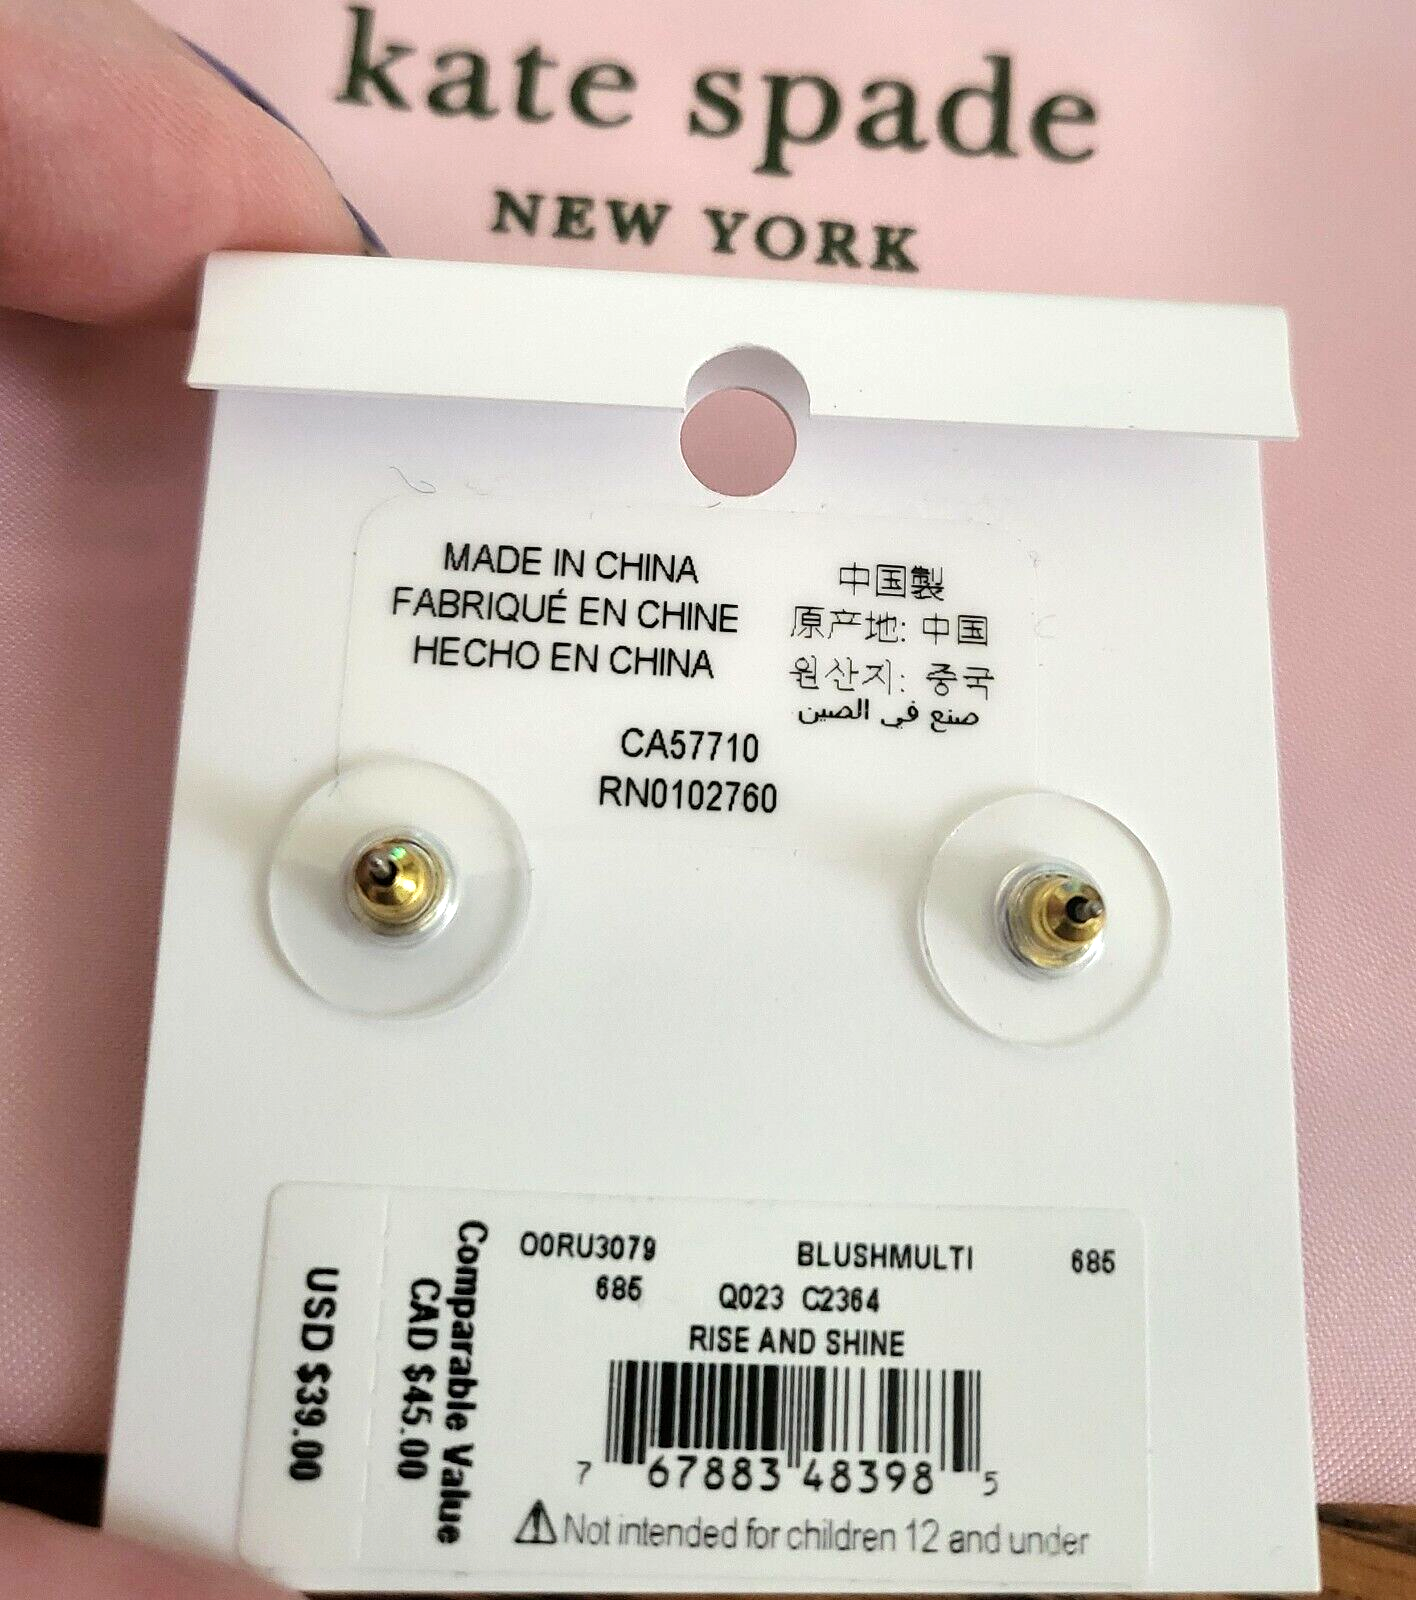 kate spade
NEW YORK
MADE IN CHINA
FABRIQUÉ EN CHINE
HECHO EN CHINA
中国製
原产地: 中国
원산지: 중국
صنع في الصين
CA57710
RN0102760
O0RU3079 BLUSHMULTI 685
685 Q023 C2364
RISE AND SHINE
7 67883 48398 5
Not intended for children 12 and under
Comparable Value
CAD $45.00
USD $39.00